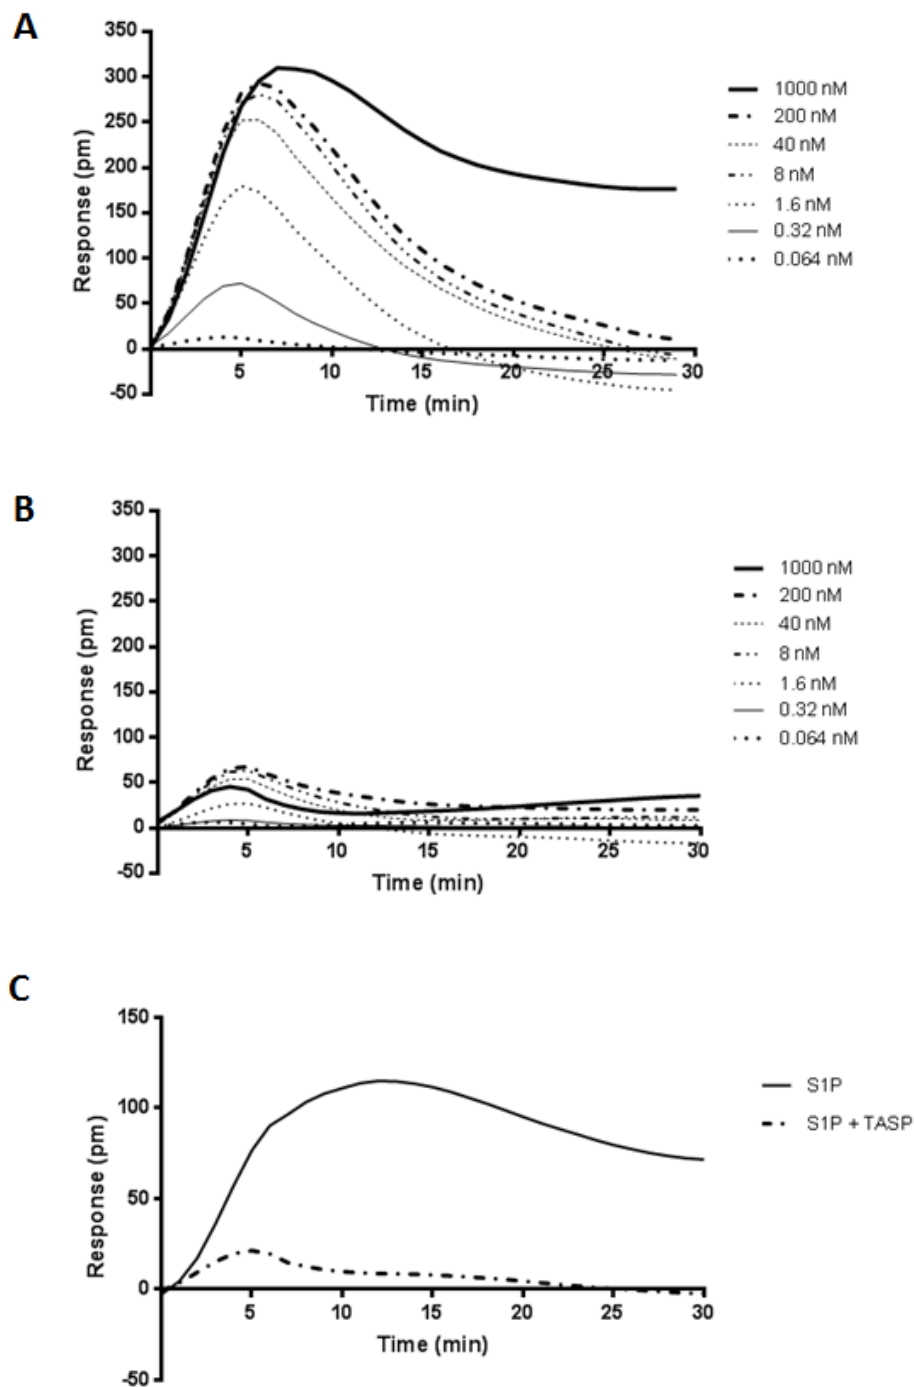 A
350
300
250
200
150
100
50
0
-50
Response (pm)
5
10
15
20
25
30
Time (min)
1000 nM
200 nM
40 nM
8 nM
1.6 nM
0.32 nM
0.064 nM
B
350
300
250
200
150
100
50
0
-50
Response (pm)
5
10
15
20
25
30
Time (min)
1000 nM
200 nM
40 nM
8 nM
1.6 nM
0.32 nM
0.064 nM
C
150
100
50
0
-50
Response (pm)
5
10
15
20
25
30
Time (min)
S1P
S1P + TASP